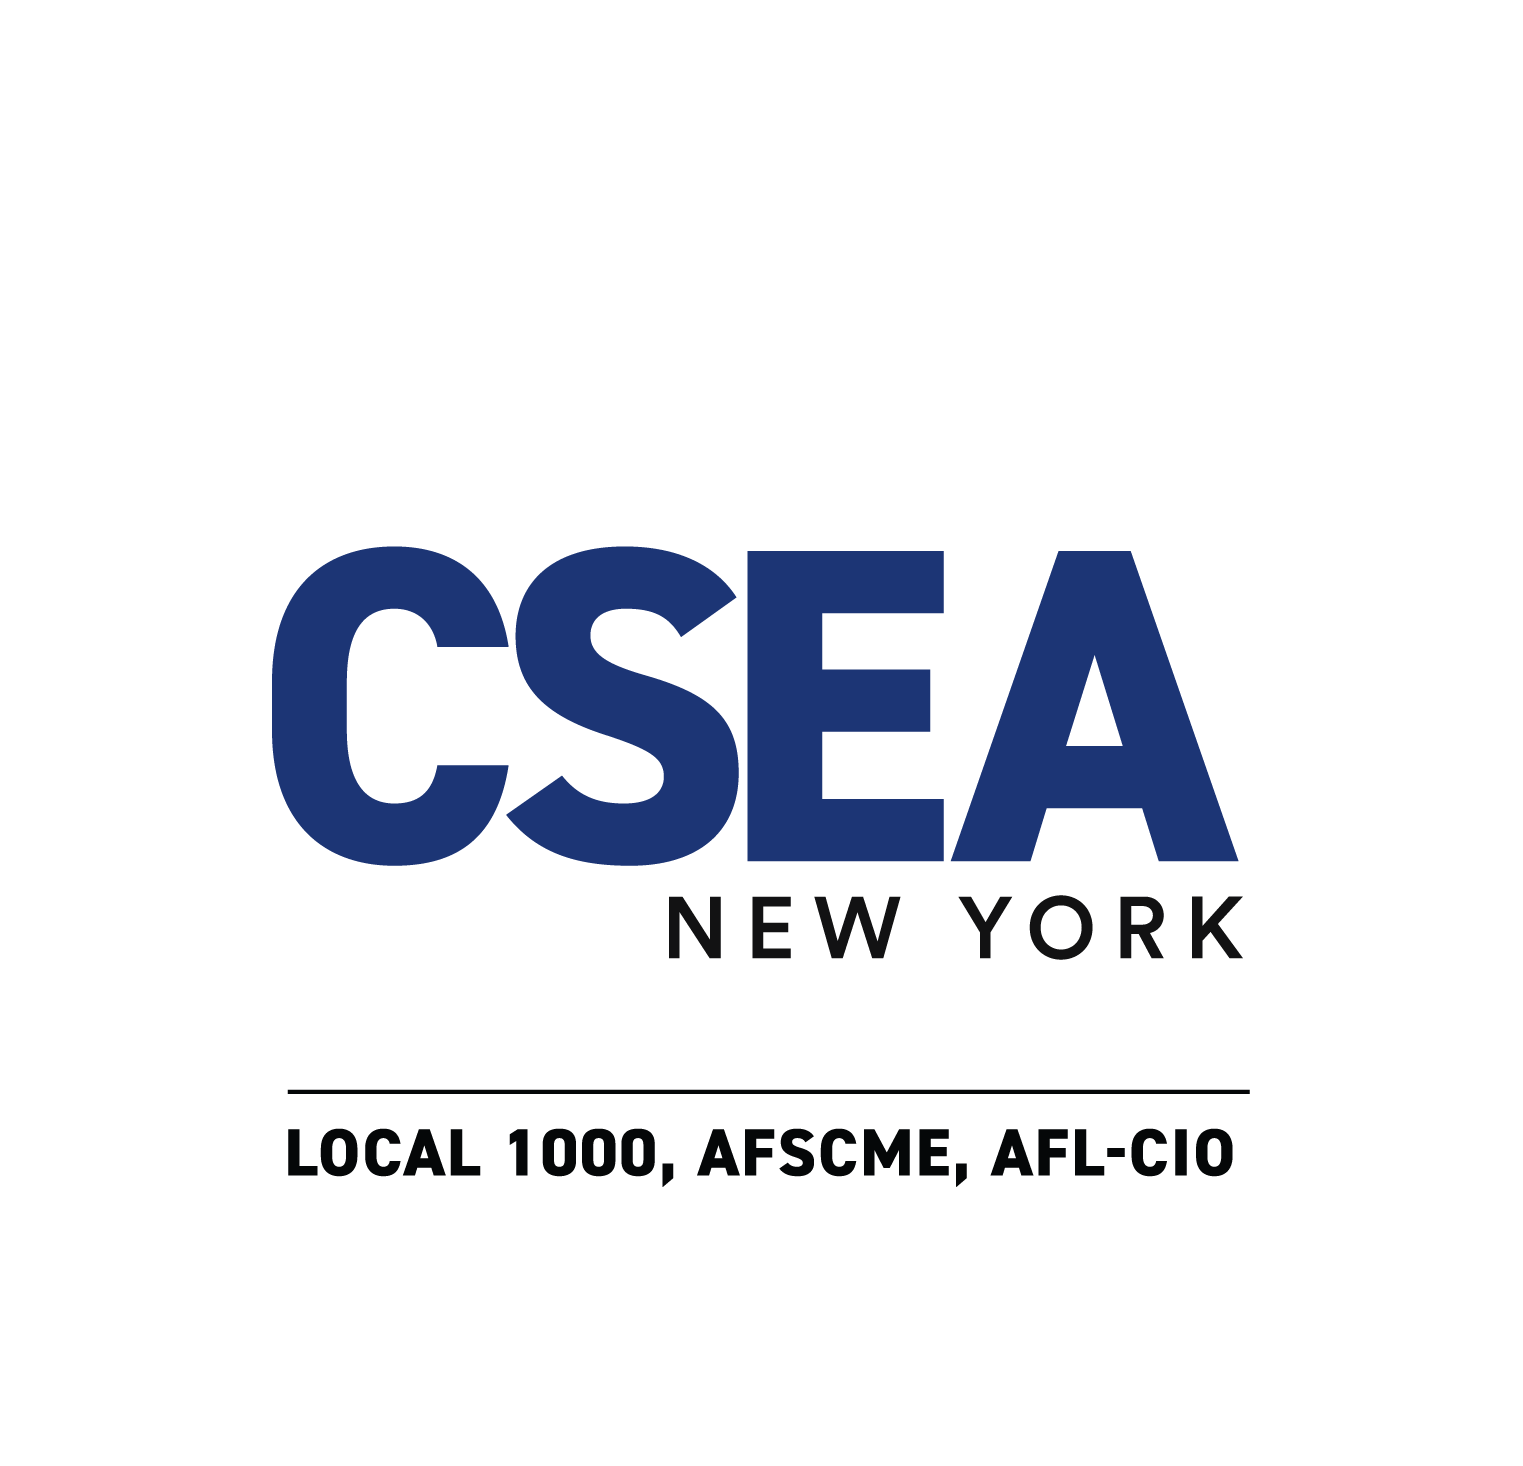 CSEA
NEW YORK
LOCAL 1000, AFSCME, AFL-CIO